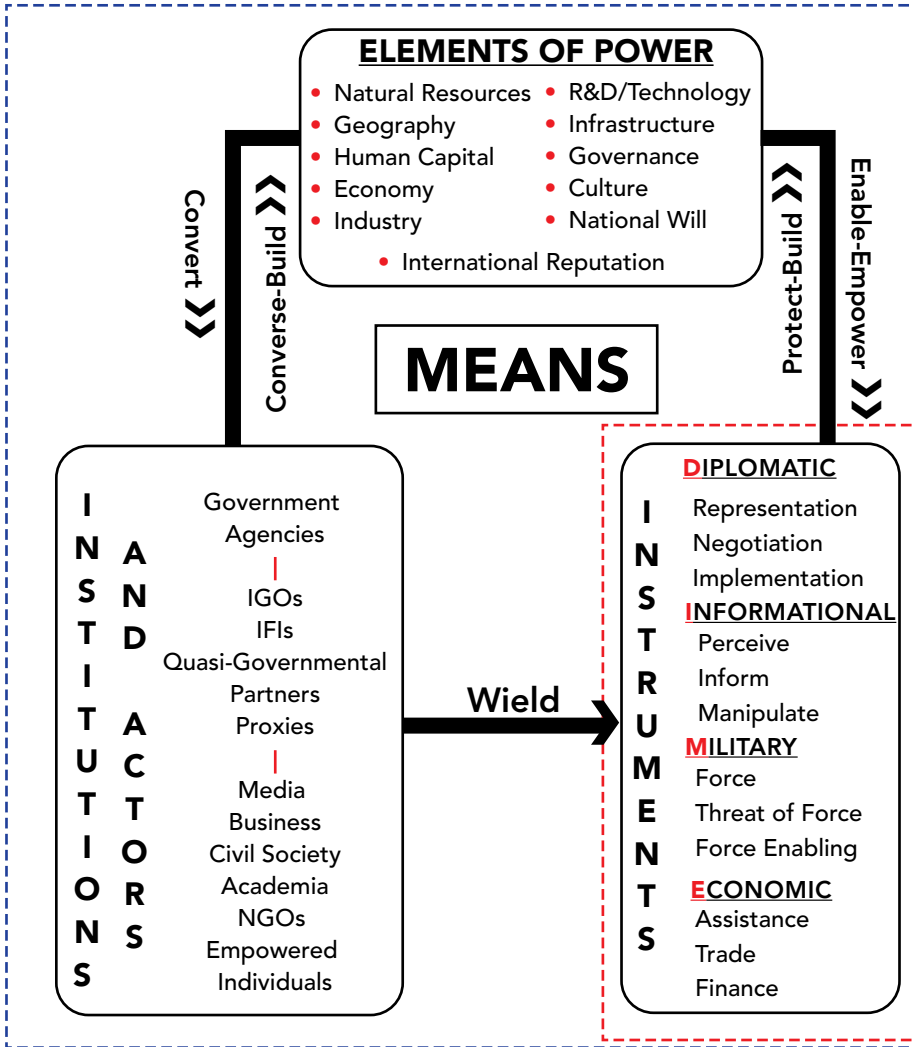 ELEMENTS OF POWER
• Natural Resources
• Geography
• Human Capital
• Economy
• Industry
• R&D/Technology
• Infrastructure
• Governance
• Culture
• National Will
• International Reputation
Convert
Converse-Build
MEANS
Protect-Build
Enable-Empower
INSTITUTIONS
AND ACTORS
Government
Agencies
IGOs
IFIs
Quasi-Governmental
Partners
Proxies
Media
Business
Civil Society
Academia
NGOs
Empowered
Individuals
Wield
INSTRUMENTS
DIPLOMATIC
Representation
Negotiation
Implementation
INFORMATIONAL
Perceive
Inform
Manipulate
MILITARY
Force
Threat of Force
Force Enabling
ECONOMIC
Assistance
Trade
Finance